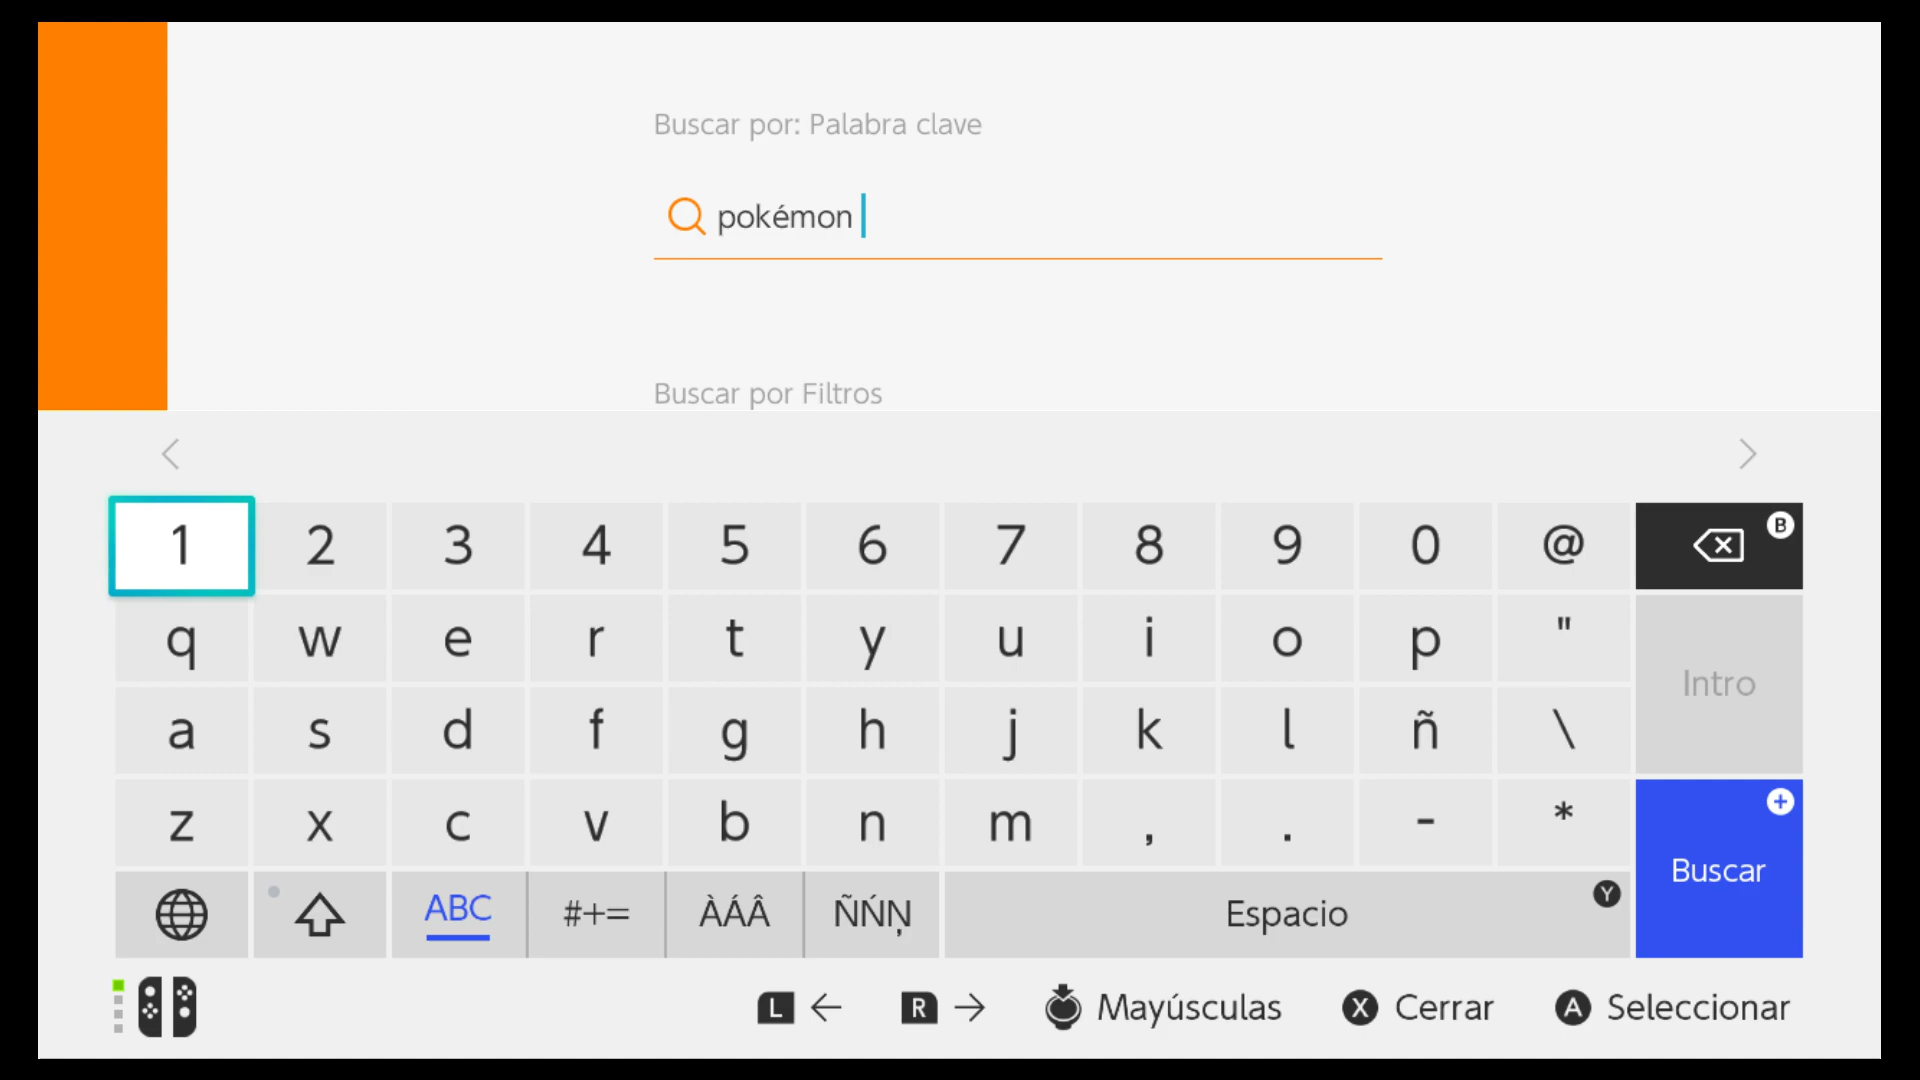 Buscar por: Palabra clave
pokémon
Buscar por Filtros
1 2 3 4 5 6 7 8 9 0 @ B
q w e r t y u i o p " Intro
a s d f g h j k l ñ \
z x c v b n m , . - * + Buscar
ABC #+= ÀÁÂ ÑŃŅ Espacio Y
L ← R → Mayúsculas X Cerrar A Seleccionar